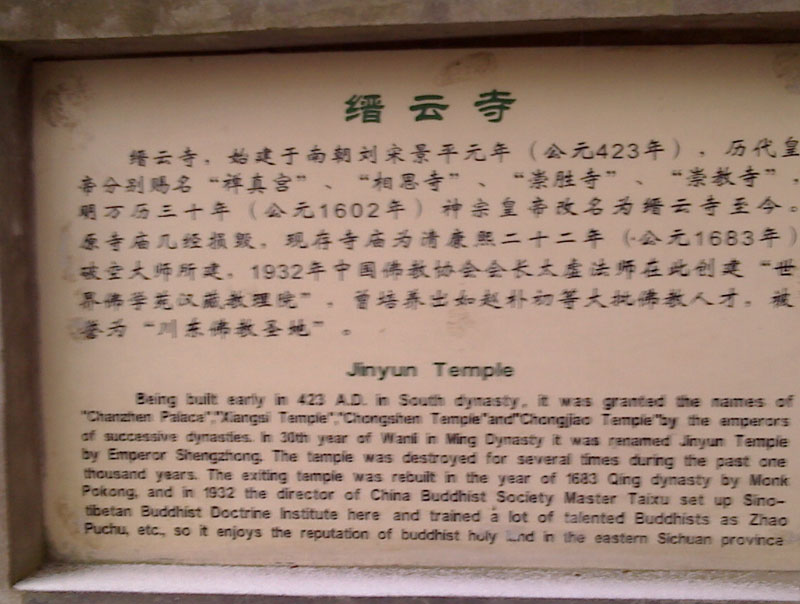 缙云寺
缙云寺，始建于南朝刘宋景平元年（公元423年），历代皇
帝分别赐名“禅真宫”、“相思寺”、“崇胜寺”、“崇教寺”，
明万历三十年（公元1602年）神宗皇帝改名为缙云寺至今。
原寺庙几经损毁，现存寺庙为清康熙二十二年（公元1683年）
破空大师所建，1932年中国佛教协会会长太虚法师在此创建“世
界佛学苑汉藏教理院”，曾培养出如赵朴初等大批佛教人才，被
誉为“川东佛教圣地”。
Jinyun Temple
Being built early in 423 A.D. in South dynasty, it was granted the names of
"Chanzhen Palace","Xiangsi Temple","Chongshen Temple"and"Chongjiao Temple"by the emperors
of successive dynasties. In 30th year of Wanli in Ming Dynasty it was renamed Jinyun Temple
by Emperor Shengzhong. The temple was destroyed for several times during the past one
thousand years. The exiting temple was rebuilt in the year of 1683 Qing dynasty by Monk
Pokong, and in 1932 the director of China Buddhist Society Master Taixu set up Sino-
tibetan Buddhist Doctrine Institute here and trained a lot of talented Buddhists as Zhao
Puchu, etc., so it enjoys the reputation of buddhist holy land in the eastern Sichuan province